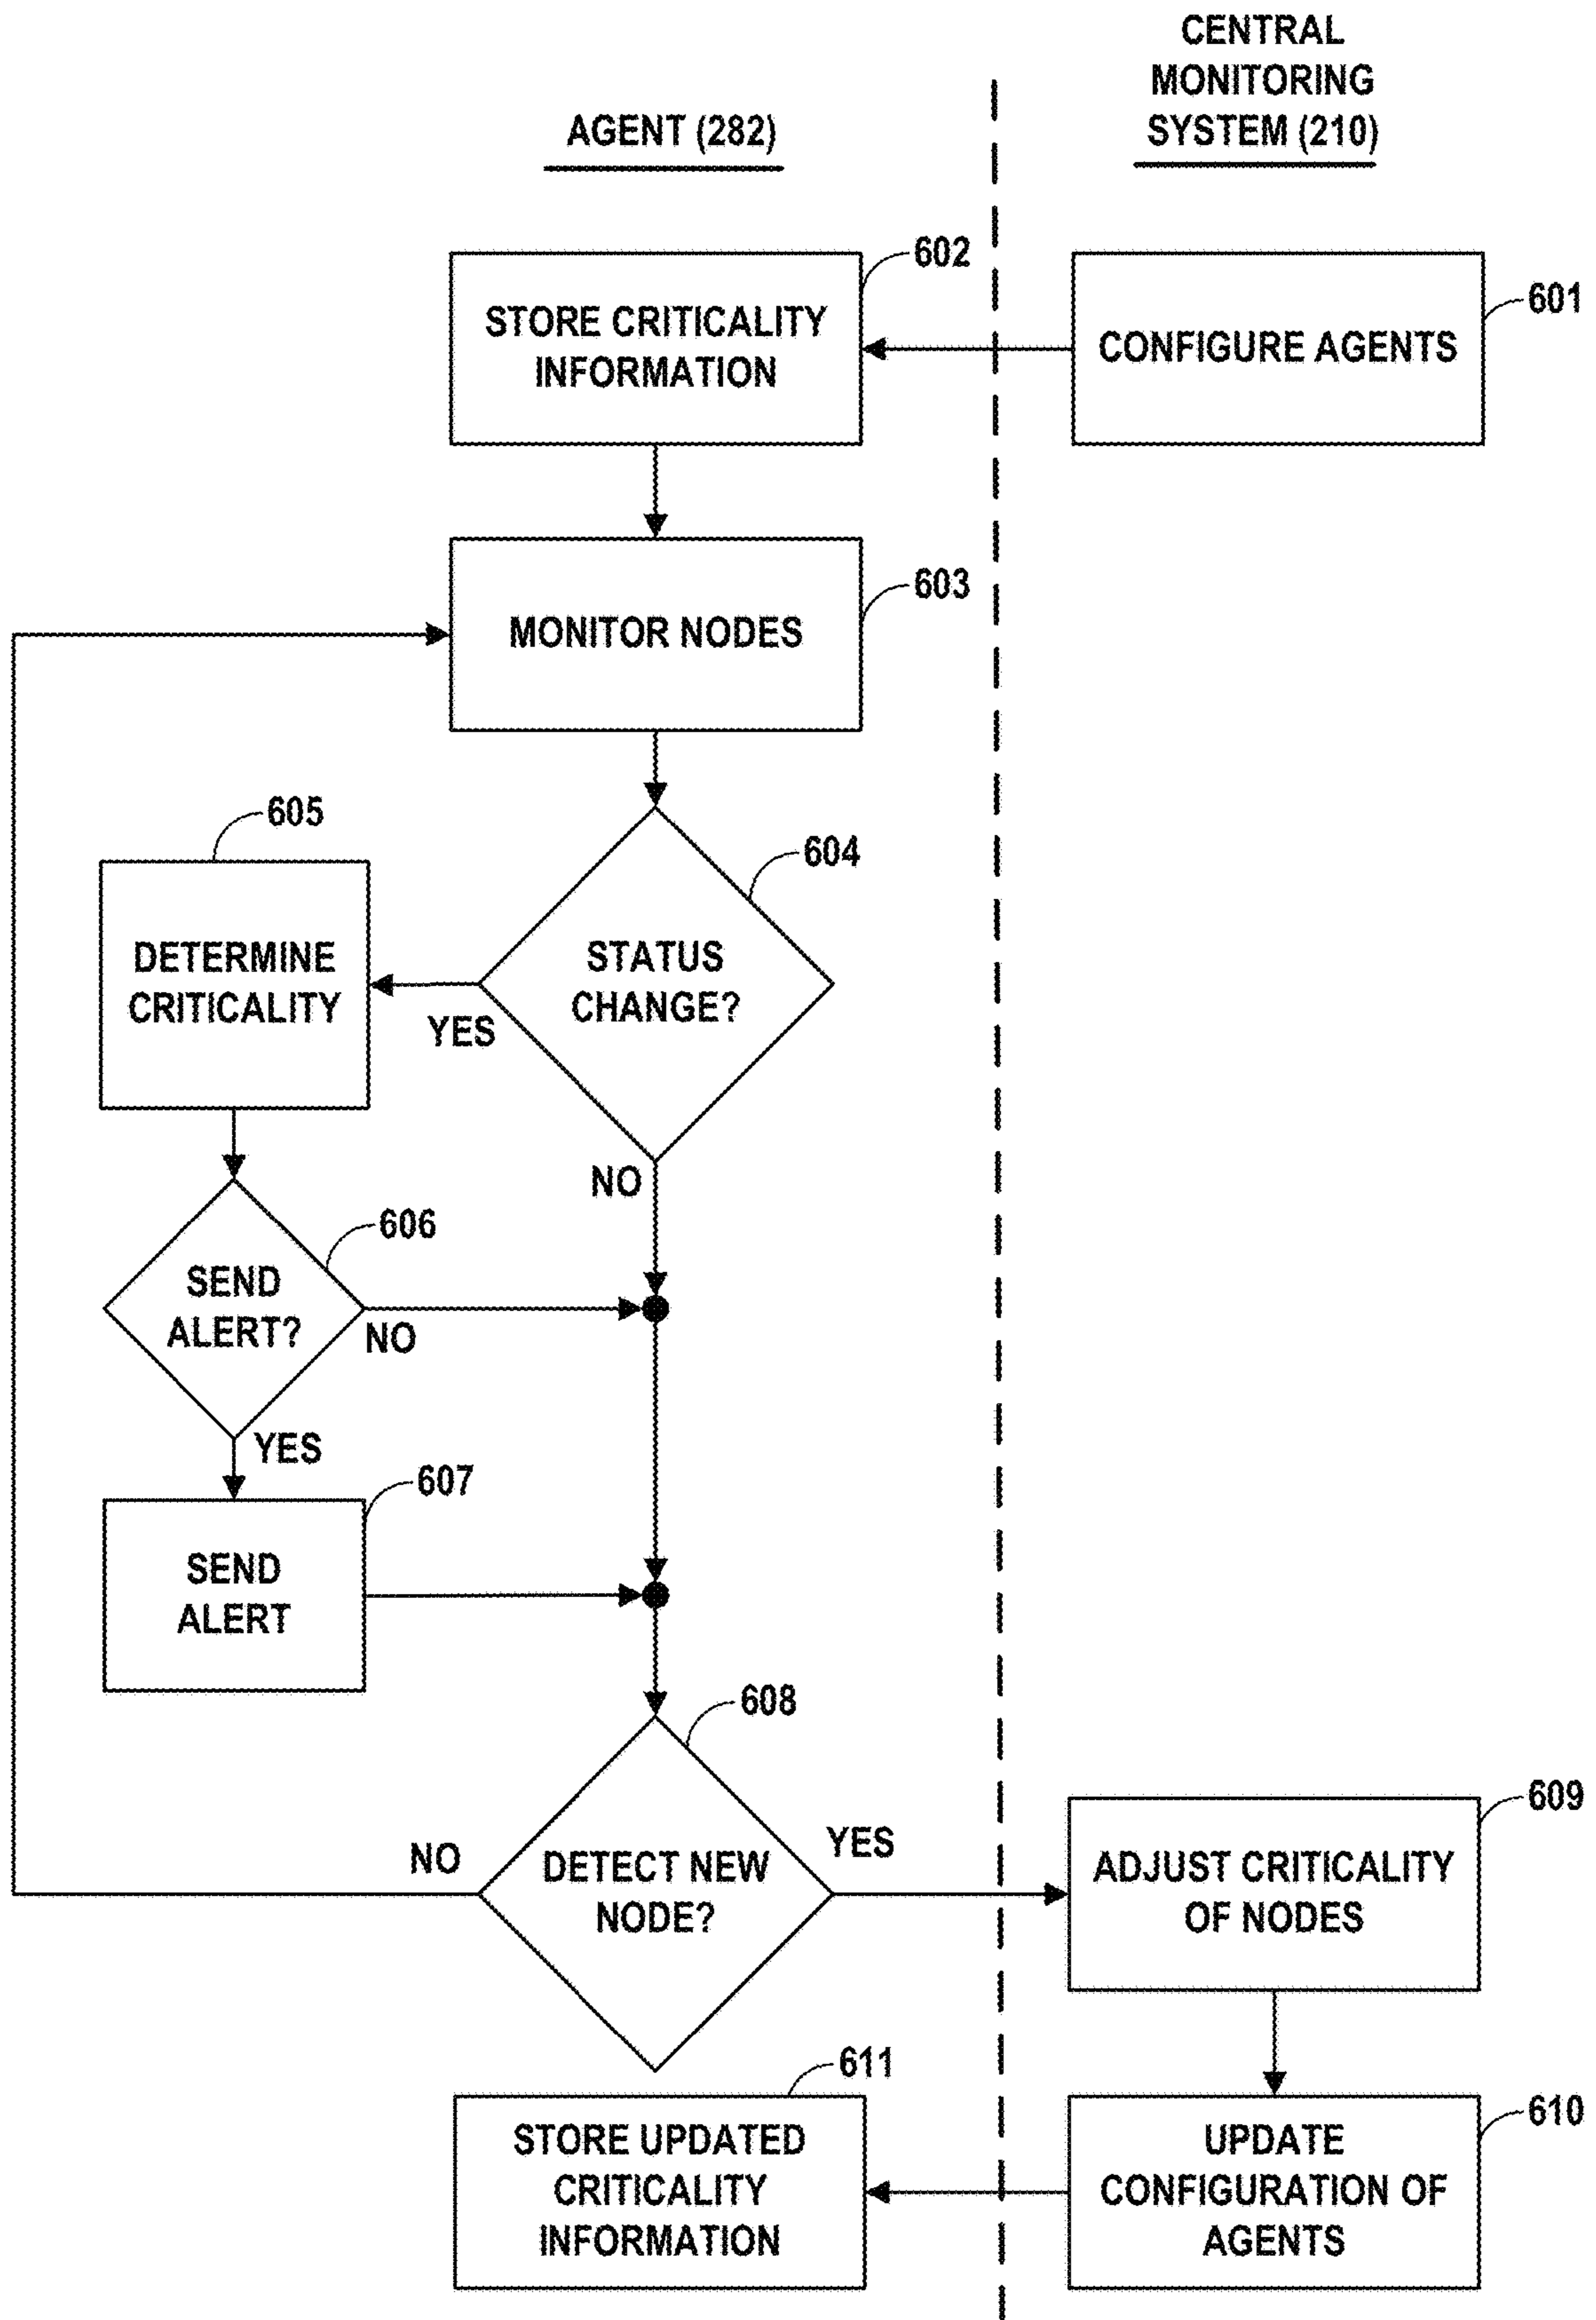 CENTRAL
MONITORING
SYSTEM (210)
AGENT (282)
602
STORE CRITICALITY
INFORMATION
601
CONFIGURE AGENTS
603
MONITOR NODES
605
DETERMINE
CRITICALITY
604
STATUS
CHANGE?
YES
NO
606
SEND
ALERT?
NO
YES
607
SEND
ALERT
608
DETECT NEW
NODE?
NO
YES
609
ADJUST CRITICALITY
OF NODES
611
STORE UPDATED
CRITICALITY
INFORMATION
610
UPDATE
CONFIGURATION OF
AGENTS